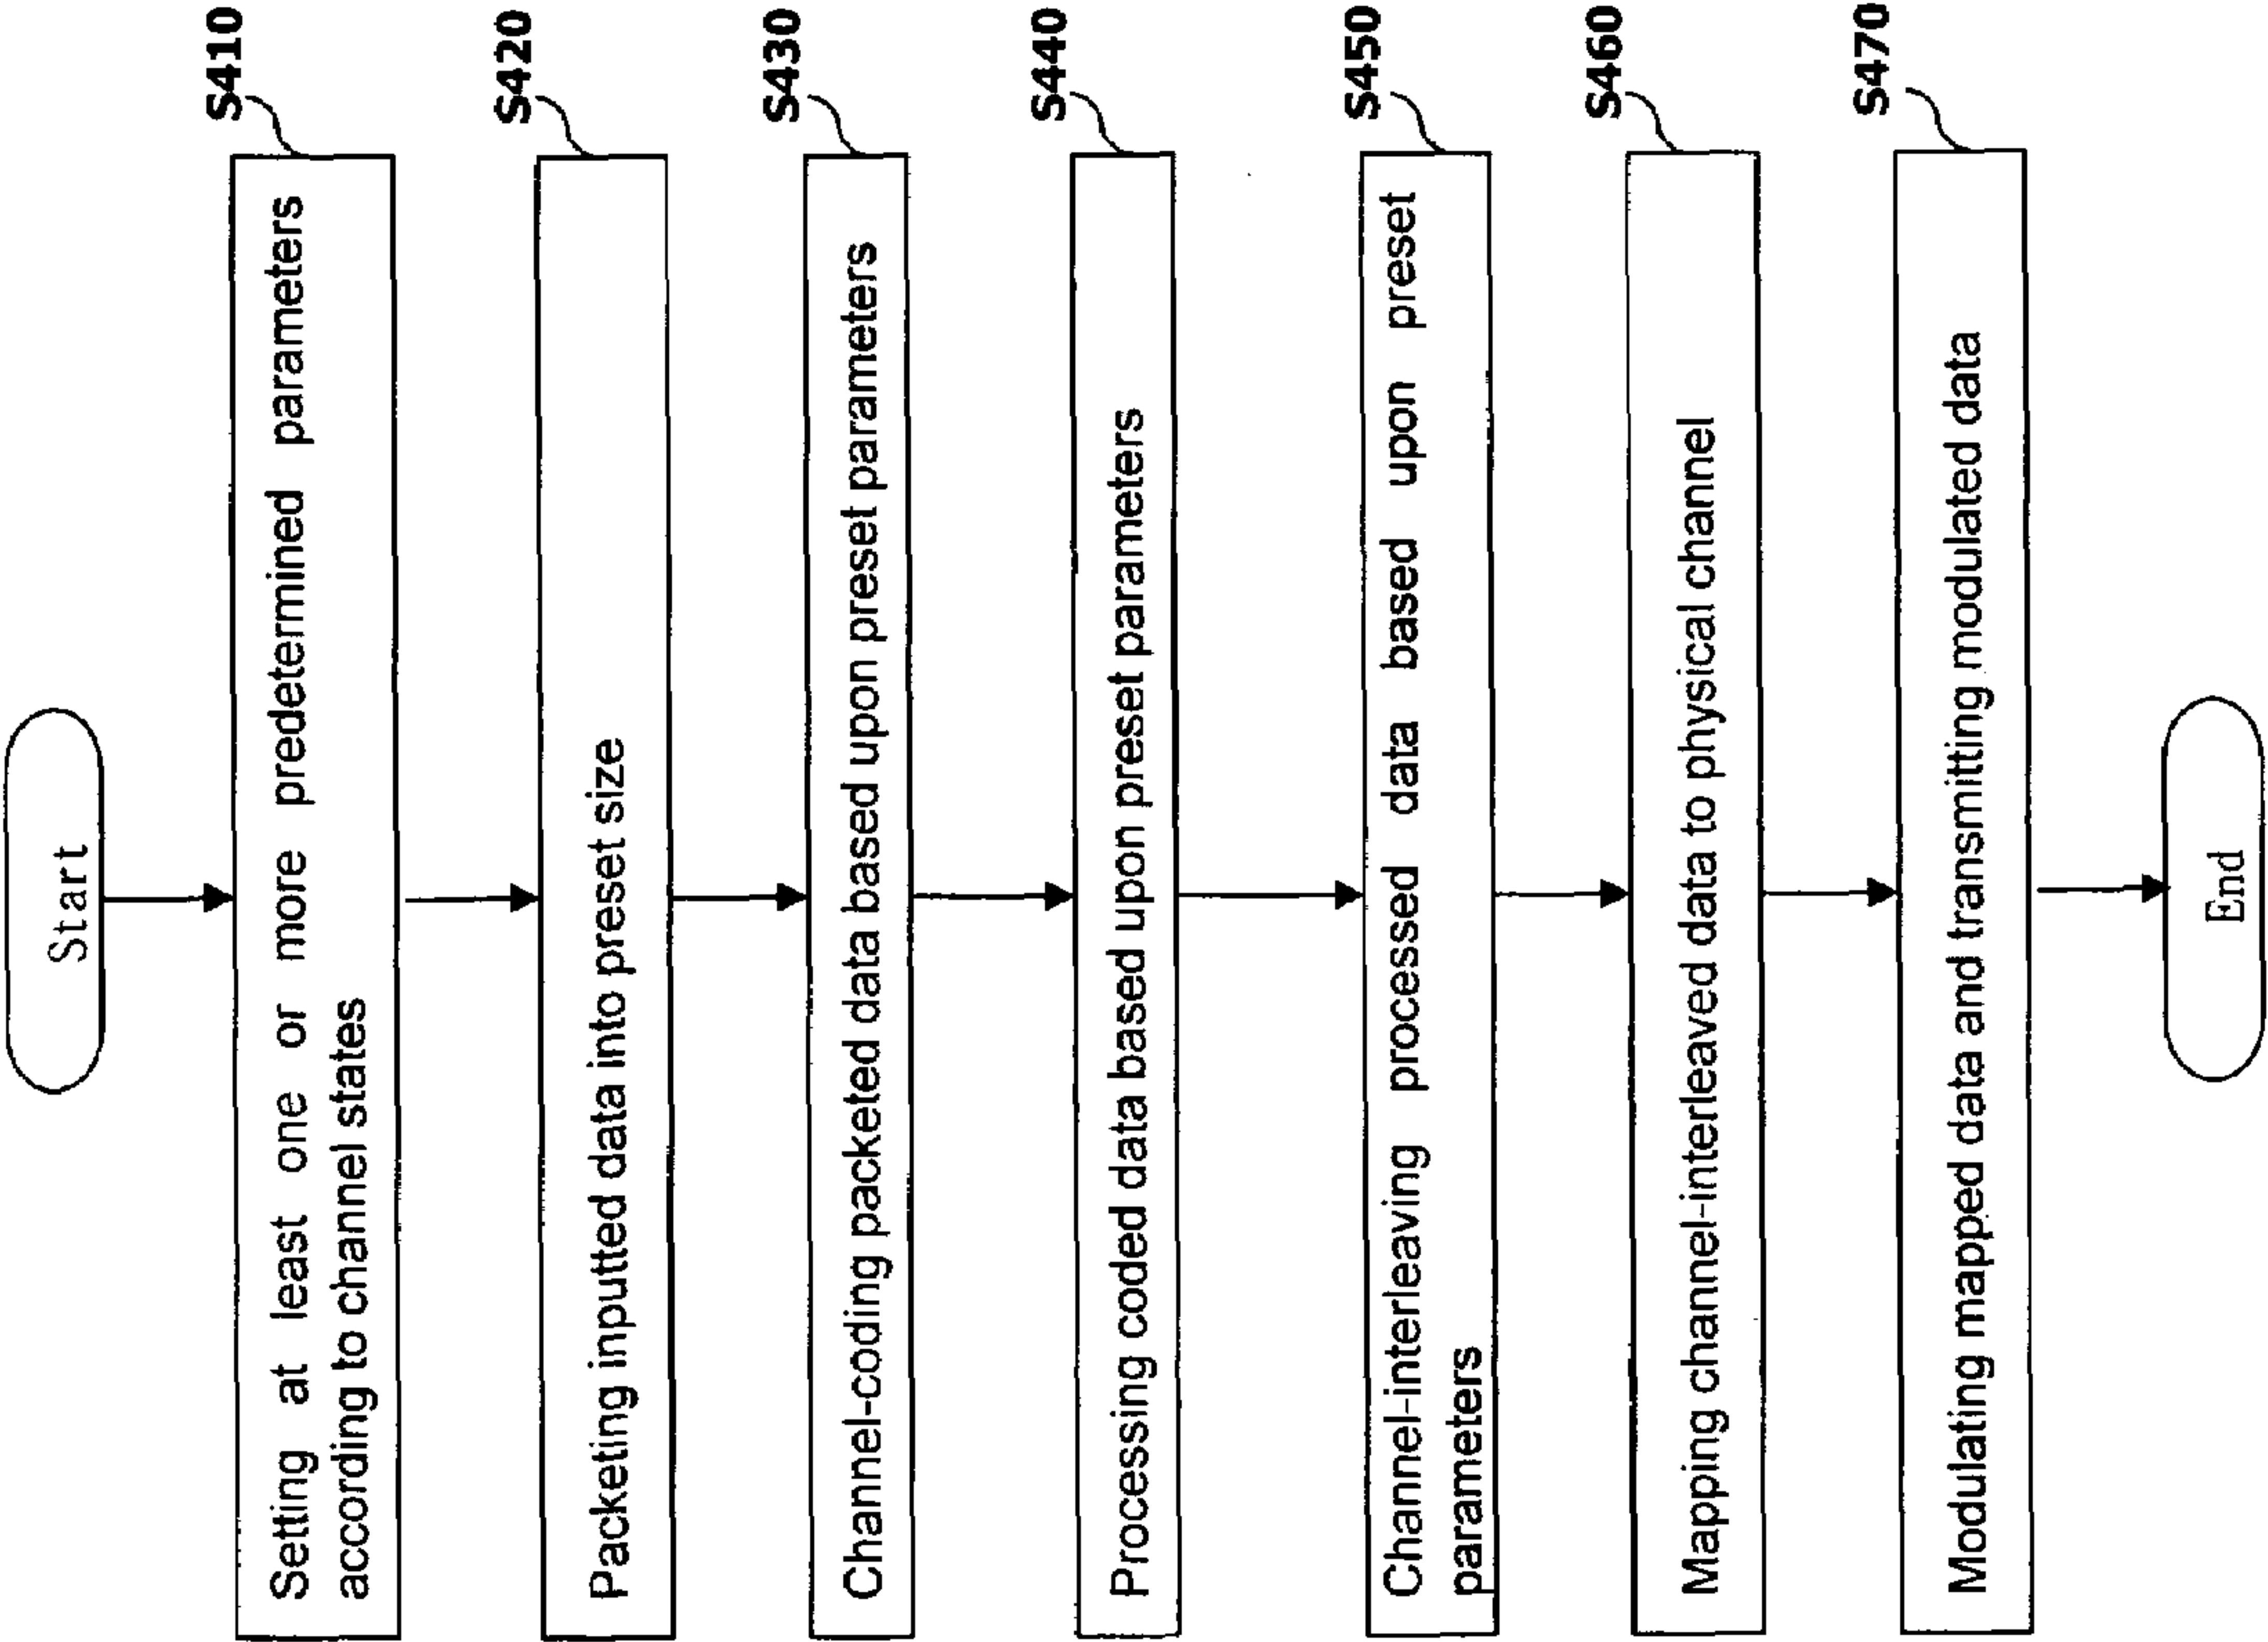 Start
S410
Setting at least one or more predetermined parameters
according to channel states
S420
Packeting inputted data into preset size
S430
Channel-coding packeted data based upon preset parameters
S440
Processing coded data based upon preset parameters
S450
Channel-interleaving processed data based upon preset
parameters
S460
Mapping channel-interleaved data to physical channel
S470
Modulating mapped data and transmitting modulated data
End